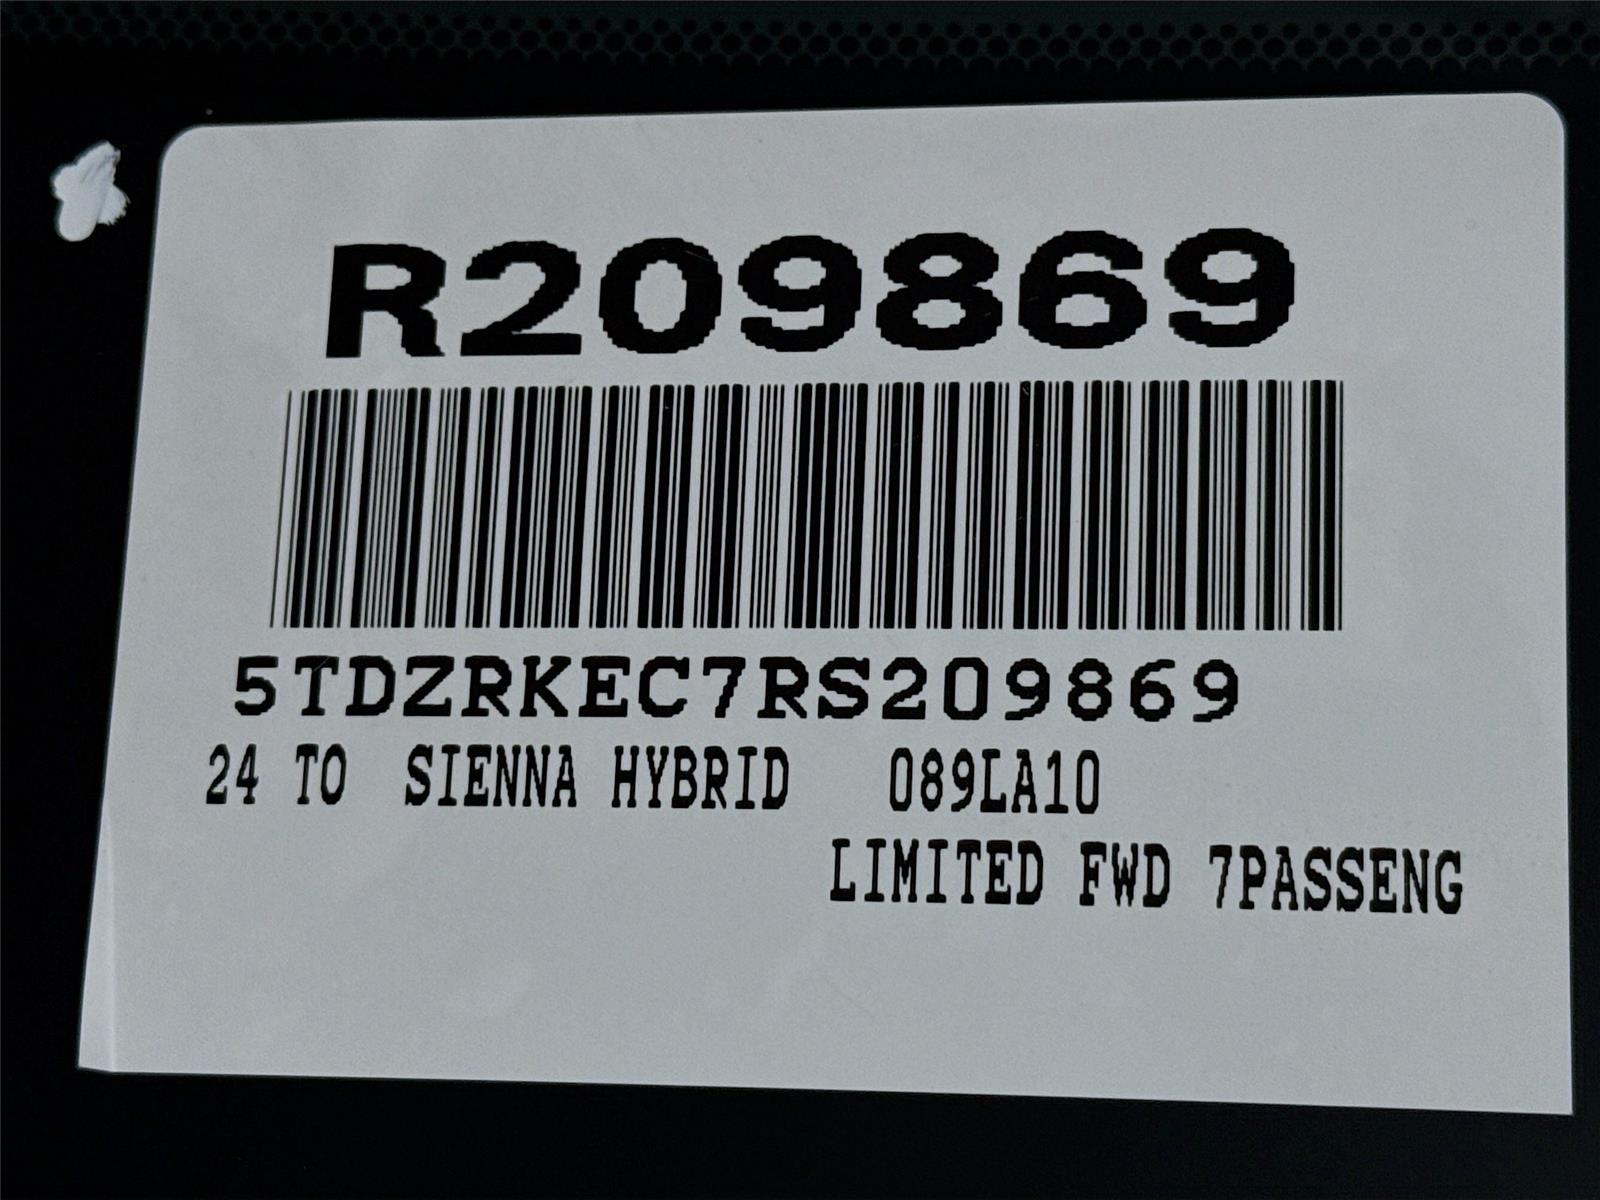 R209869
5TDZRKEC7RS209869
24 TO SIENNA HYBRID 089LA10
LIMITED FWD 7PASSENG